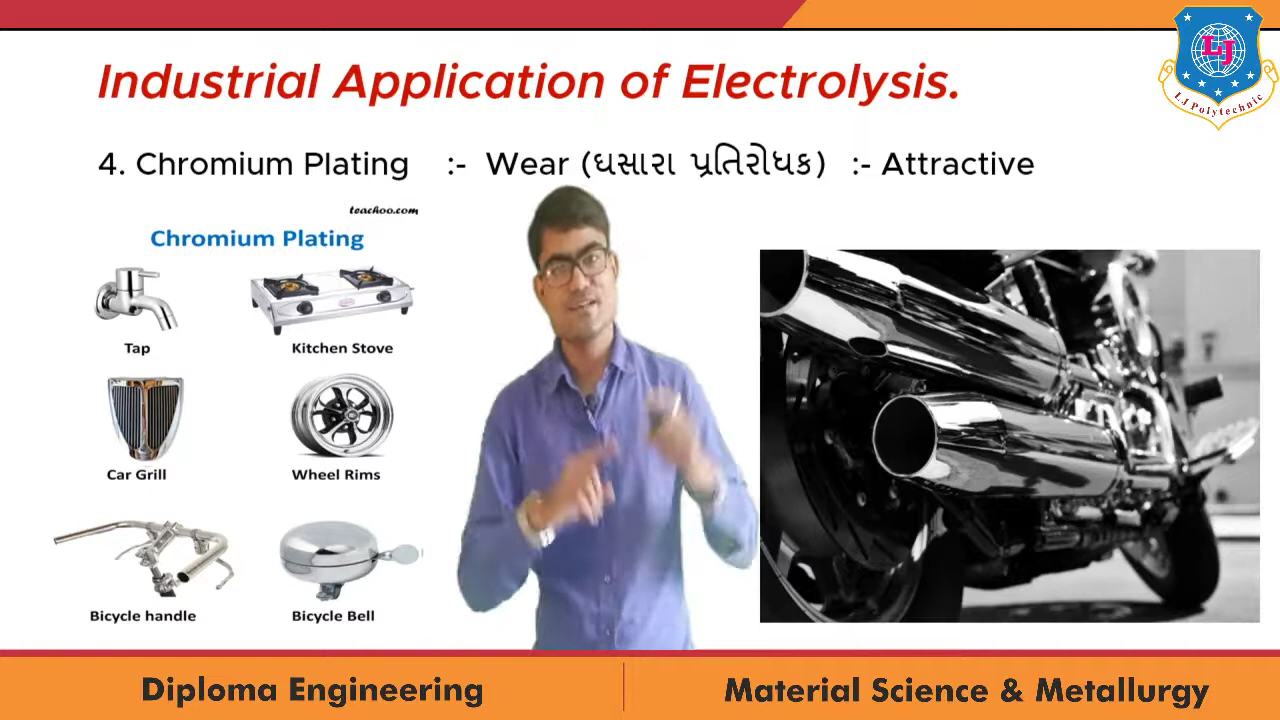 Industrial Application of Electrolysis.
LJ
LJ Polytechnic
4. Chromium Plating :- Wear (ઘસારા પ્રતિરોધક) :- Attractive
teachoo.com
Chromium Plating
Tap
Kitchen Stove
Car Grill
Wheel Rims
Bicycle handle
Bicycle Bell
Diploma Engineering
Material Science & Metallurgy